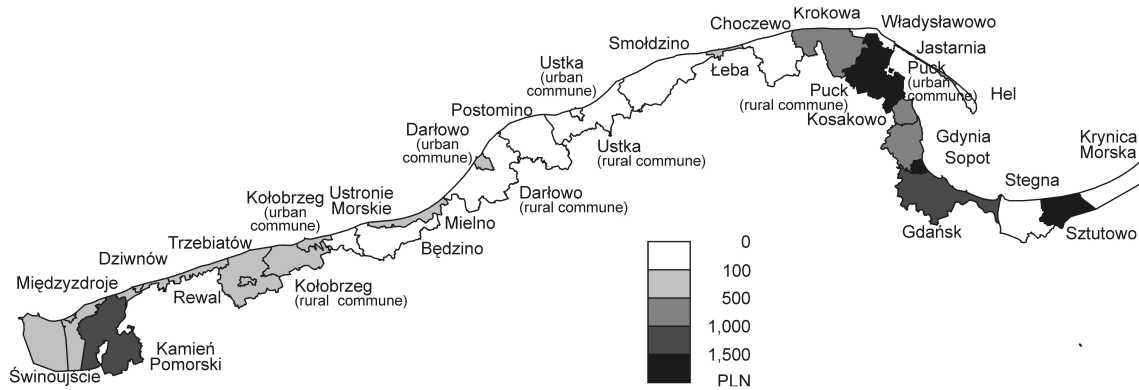 Krokowa
Choczewo
Władysławowo
Smołdzino
Jastarnia
Ustka
(urban
commune)
Łeba
Puck
(urban
commune)
Hel
Puck
(rural commune)
Postomino
Kosakowo
Darłowo
(urban
commune)
Gdynia
Sopot
Ustka
(rural commune)
Krynica
Morska
Stegna
Kołobrzeg
(urban
commune)
Ustronie
Morskie
Darłowo
(rural commune)
Mielno
Gdańsk
Sztutowo
Trzebiatów
Będzino
Dziwnów
Międzyzdroje
Rewal
Kołobrzeg
(rural commune)
Kamień
Pomorski
Świnoujście
0
100
500
1,000
1,500
PLN